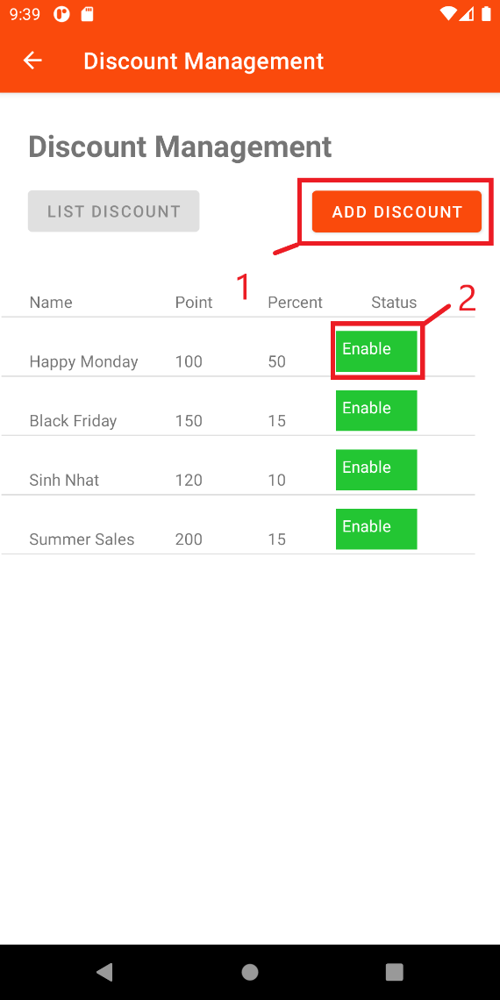 9:39
Discount Management
Discount Management
LIST DISCOUNT
ADD DISCOUNT
1
2
Name Point Percent Status
Happy Monday 100 50 Enable
Black Friday 150 15 Enable
Sinh Nhat 120 10 Enable
Summer Sales 200 15 Enable